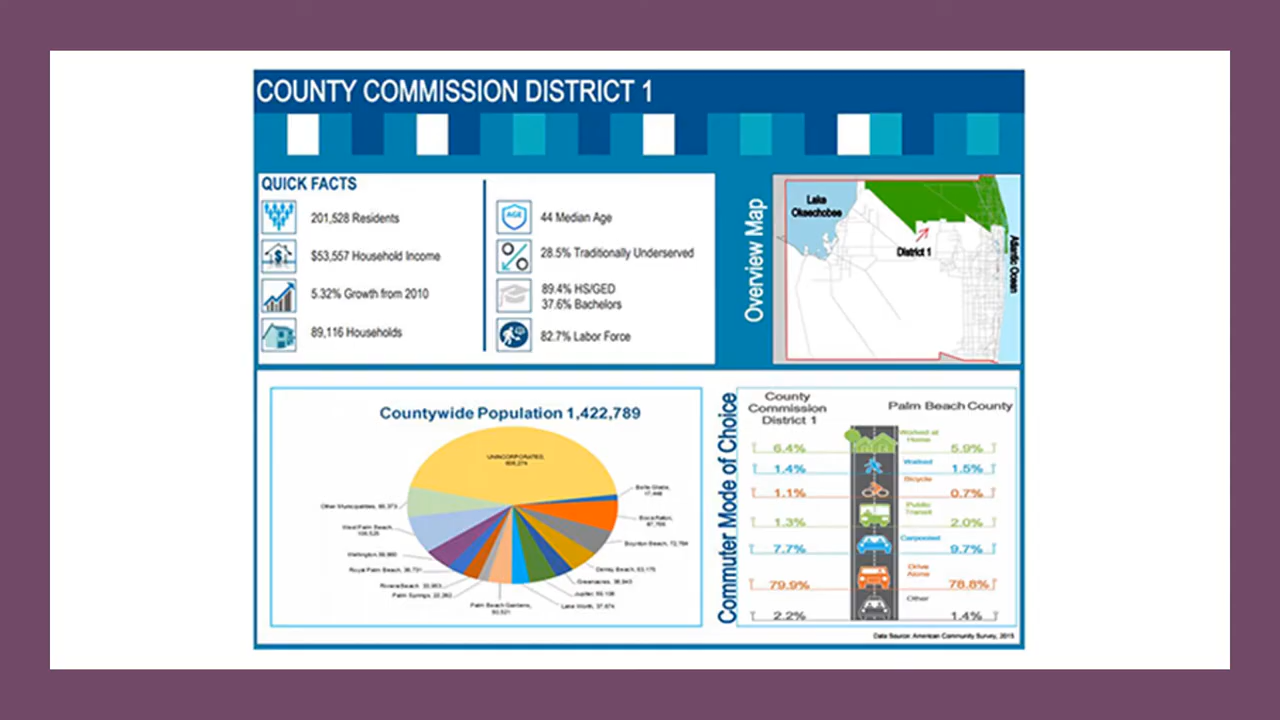 COUNTY COMMISSION DISTRICT 1
QUICK FACTS
201,528 Residents
$53,557 Household Income
5.32% Growth from 2010
89,116 Households
AGE
44 Median Age
28.5% Traditionally Underserved
89.4% HS/GED
37.6% Bachelors
82.7% Labor Force
Overview Map
Lake
Okeechobee
District 1
Atlantic Ocean
Countywide Population 1,422,789
UNINCORPORATED,
Belle Glade,
Boca Raton,
Boynton Beach,
Delray Beach,
Greenacres,
Jupiter,
Lake Worth,
Palm Beach Gardens,
Palm Springs,
Riviera Beach
Royal Palm Beach,
Wellington
West Palm Beach,
Other Municipalities,
Commuter Mode of Choice
County
Commission
District 1
Palm Beach County
6.4%
Worked at
Home
5.9%
1.4%
Walked
1.5%
1.1%
Bicycle
0.7%
1.3%
Public
Transit
2.0%
7.7%
Carpooled
9.7%
79.9%
Drive
Alone
78.8%
2.2%
Other
1.4%
Data Source: American Community Survey, 2015